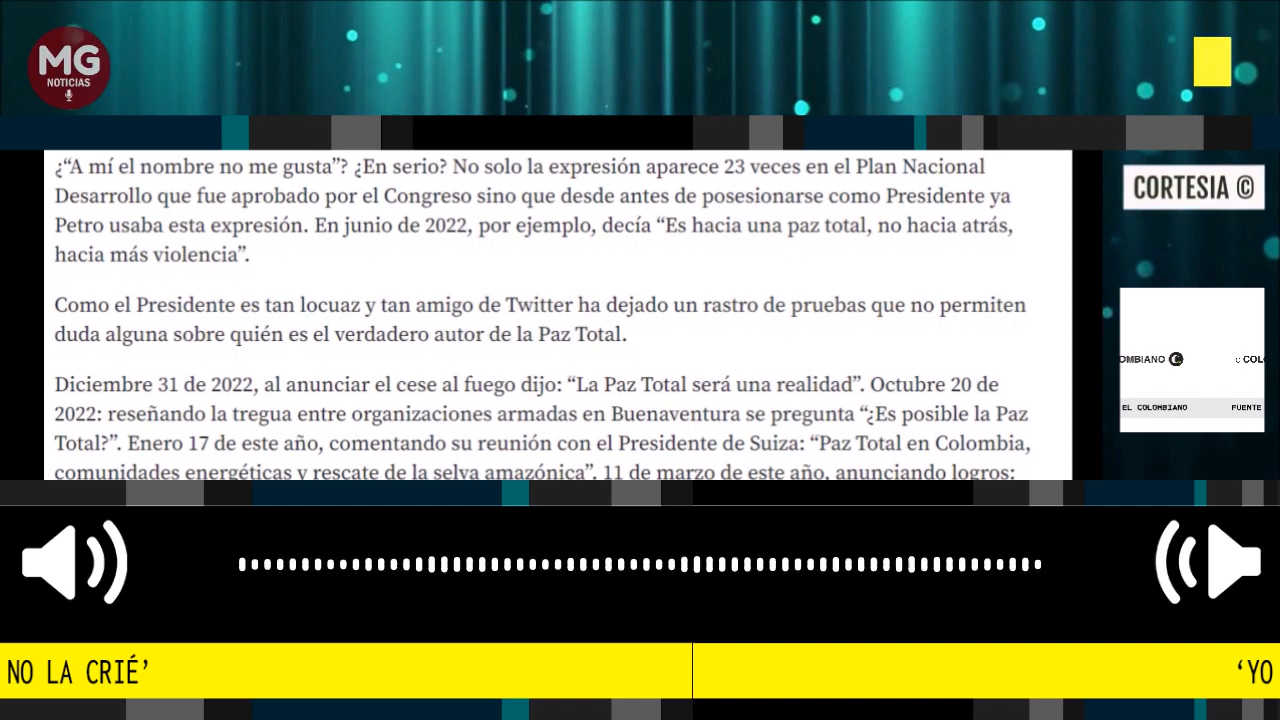 MG
NOTICIAS
¿“A mí el nombre no me gusta”? ¿En serio? No solo la expresión aparece 23 veces en el Plan Nacional
Desarrollo que fue aprobado por el Congreso sino que desde antes de posesionarse como Presidente ya
Petro usaba esta expresión. En junio de 2022, por ejemplo, decía “Es hacia una paz total, no hacia atrás,
hacia más violencia”.
Como el Presidente es tan locuaz y tan amigo de Twitter ha dejado un rastro de pruebas que no permiten
duda alguna sobre quién es el verdadero autor de la Paz Total.
Diciembre 31 de 2022, al anunciar el cese al fuego dijo: “La Paz Total será una realidad”. Octubre 20 de
2022: reseñando la tregua entre organizaciones armadas en Buenaventura se pregunta “¿Es posible la Paz
Total?”. Enero 17 de este año, comentando su reunión con el Presidente de Suiza: “Paz Total en Colombia,
comunidades energéticas y rescate de la selva amazónica”. 11 de marzo de este año, anunciando logros:
CORTESIA ©
OMBIANO C COL
EL COLOMBIANO FUENTE
NO LA CRIÉ’ ‘YO